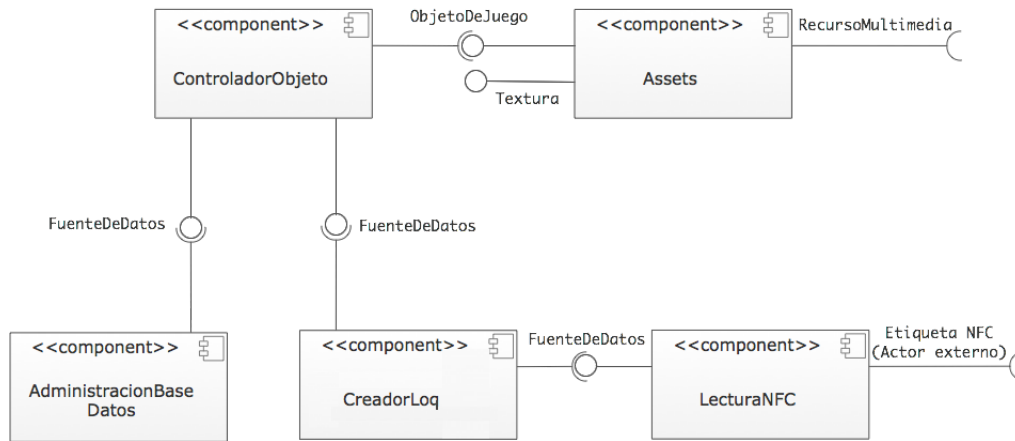 <<component>>
ControladorObjeto
ObjetoDeJuego
Textura
<<component>>
Assets
RecursoMultimedia
FuenteDeDatos
FuenteDeDatos
<<component>>
AdministracionBase
Datos
<<component>>
CreadorLoq
FuenteDeDatos
<<component>>
LecturaNFC
Etiqueta NFC
(Actor externo)